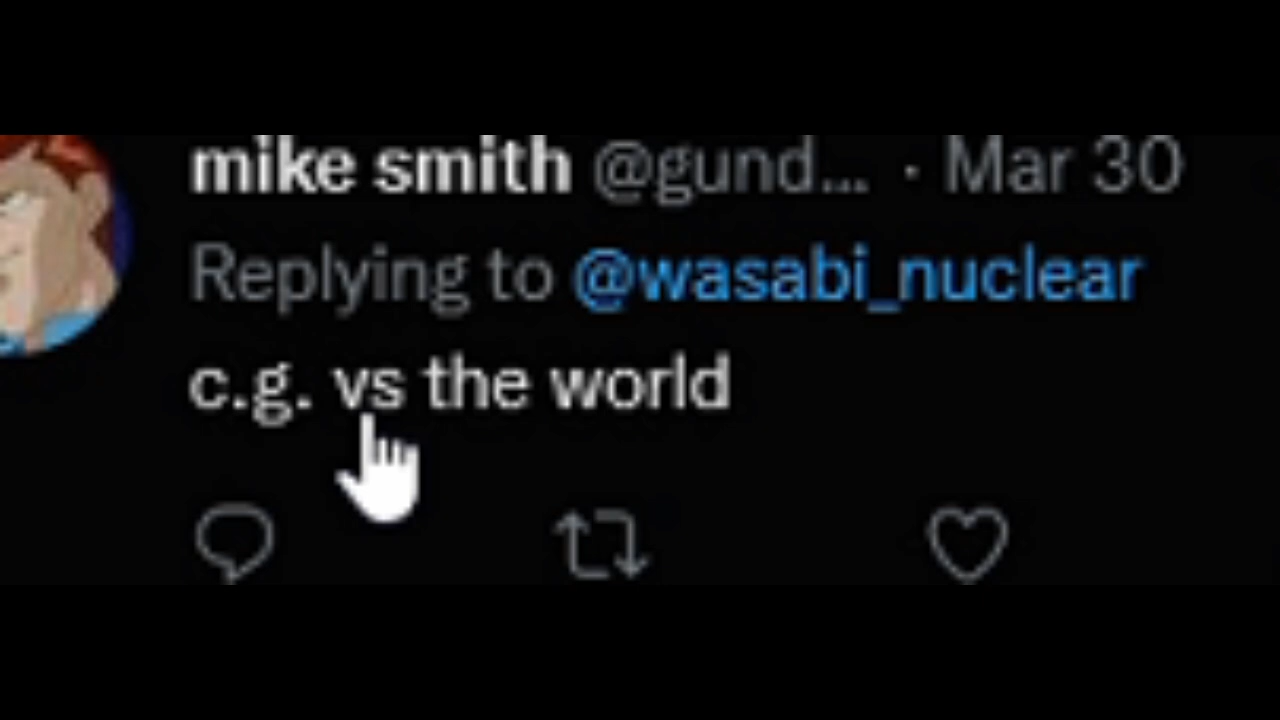 mike smith @gund... · Mar 30
Replying to @wasabi_nuclear
c.g. vs the world